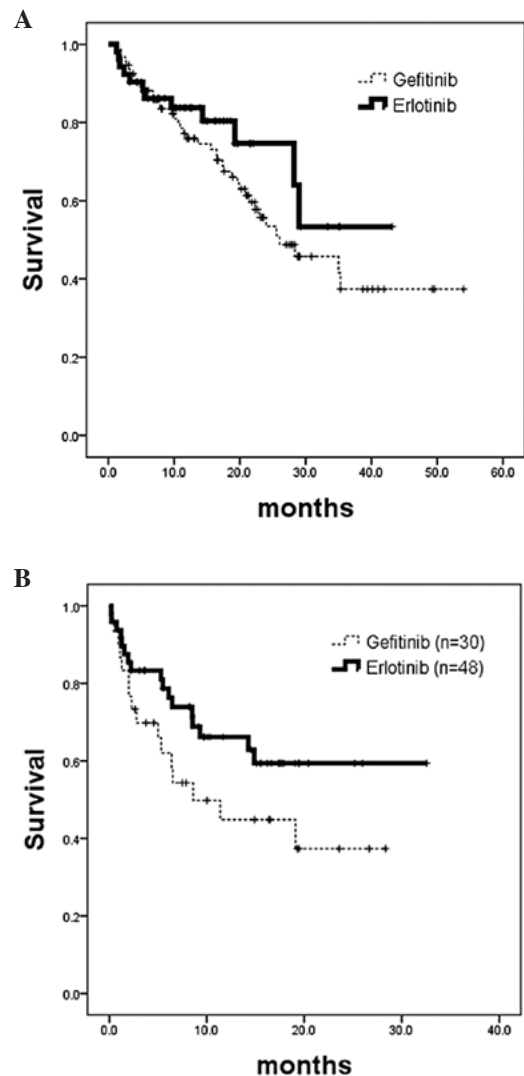 A
1.0
0.8
0.6
0.4
0.2
0.0
Survival
Gefitinib
Erlotinib
0.0 10.0 20.0 30.0 40.0 50.0 60.0
months
B
1.0
0.8
0.6
0.4
0.2
0.0
Survival
Gefitinib (n=30)
Erlotinib (n=48)
0.0 10.0 20.0 30.0 40.0
months